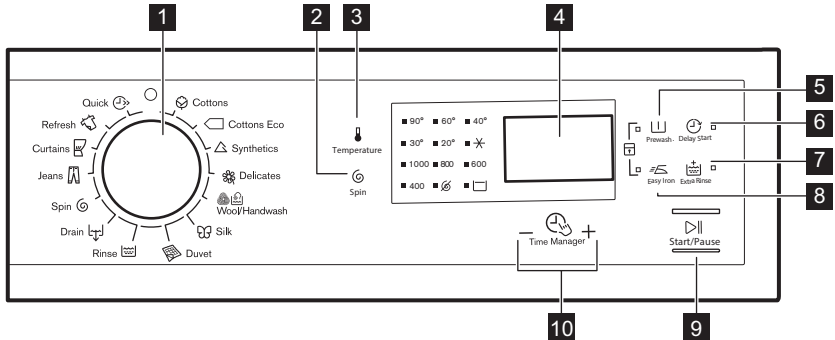 1
2
3
4
5
6
7
8
9
10
Quick
Refresh
Curtains
Jeans
Spin
Drain
Rinse
Cottons
Cottons Eco
Synthetics
Delicates
Wool/Handwash
Silk
Duvet
Temperature
Spin
90° 60° 40°
30° 20°
1000 800 600
400
Time Manager
− +
Prewash
Delay Start
Easy Iron
Extra Rinse
Start/Pause